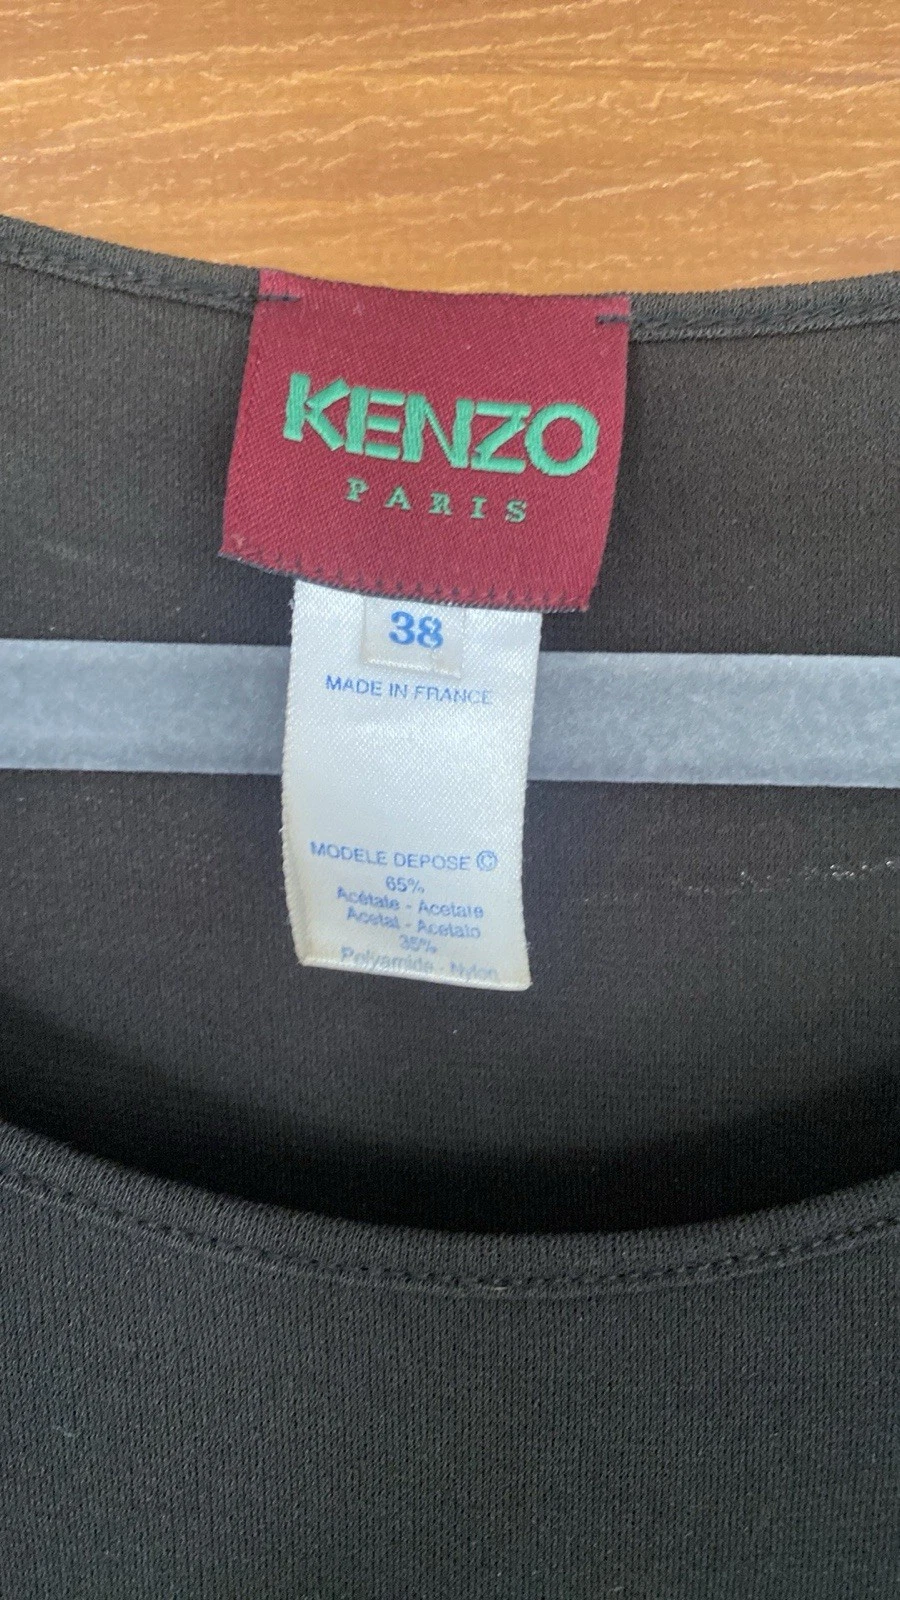 KENZO
PARIS
38
MADE IN FRANCE
MODELE DEPOSE ©
65%
Acétate - Acetate
Acetat - Acetato
35%
Polyamide - Nylon